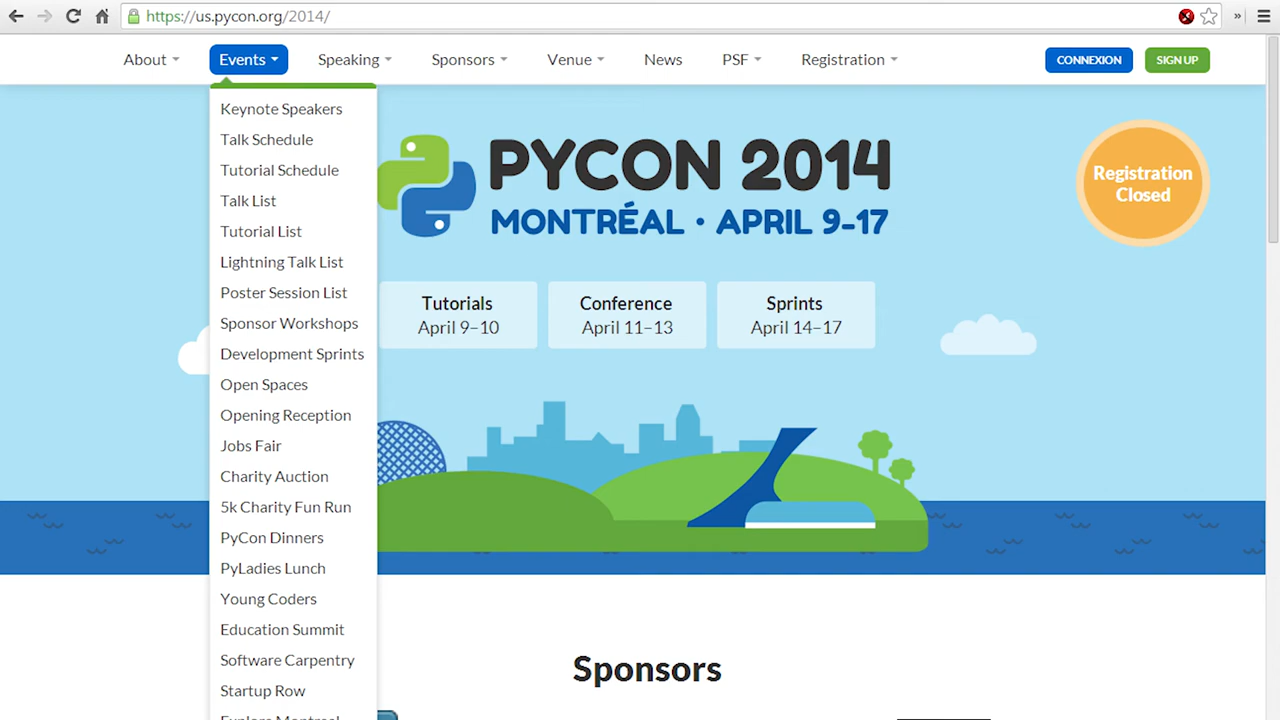 https://us.pycon.org/2014/
About
Events
Speaking
Sponsors
Venue
News
PSF
Registration
CONNEXION
SIGN UP
Keynote Speakers
Talk Schedule
Tutorial Schedule
Talk List
Tutorial List
Lightning Talk List
Poster Session List
Sponsor Workshops
Development Sprints
Open Spaces
Opening Reception
Jobs Fair
Charity Auction
5k Charity Fun Run
PyCon Dinners
PyLadies Lunch
Young Coders
Education Summit
Software Carpentry
Startup Row
Explore Montreal
PYCON 2014
MONTRÉAL · APRIL 9-17
Registration
Closed
Tutorials
April 9–10
Conference
April 11–13
Sprints
April 14–17
Sponsors